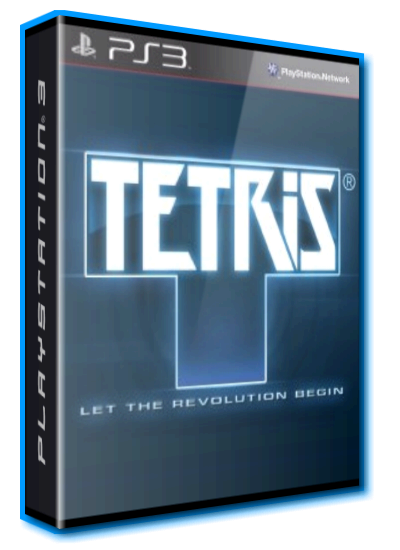 PS3
PlayStation®Network
TETRIS®
LET THE REVOLUTION BEGIN
PLAYSTATION®3